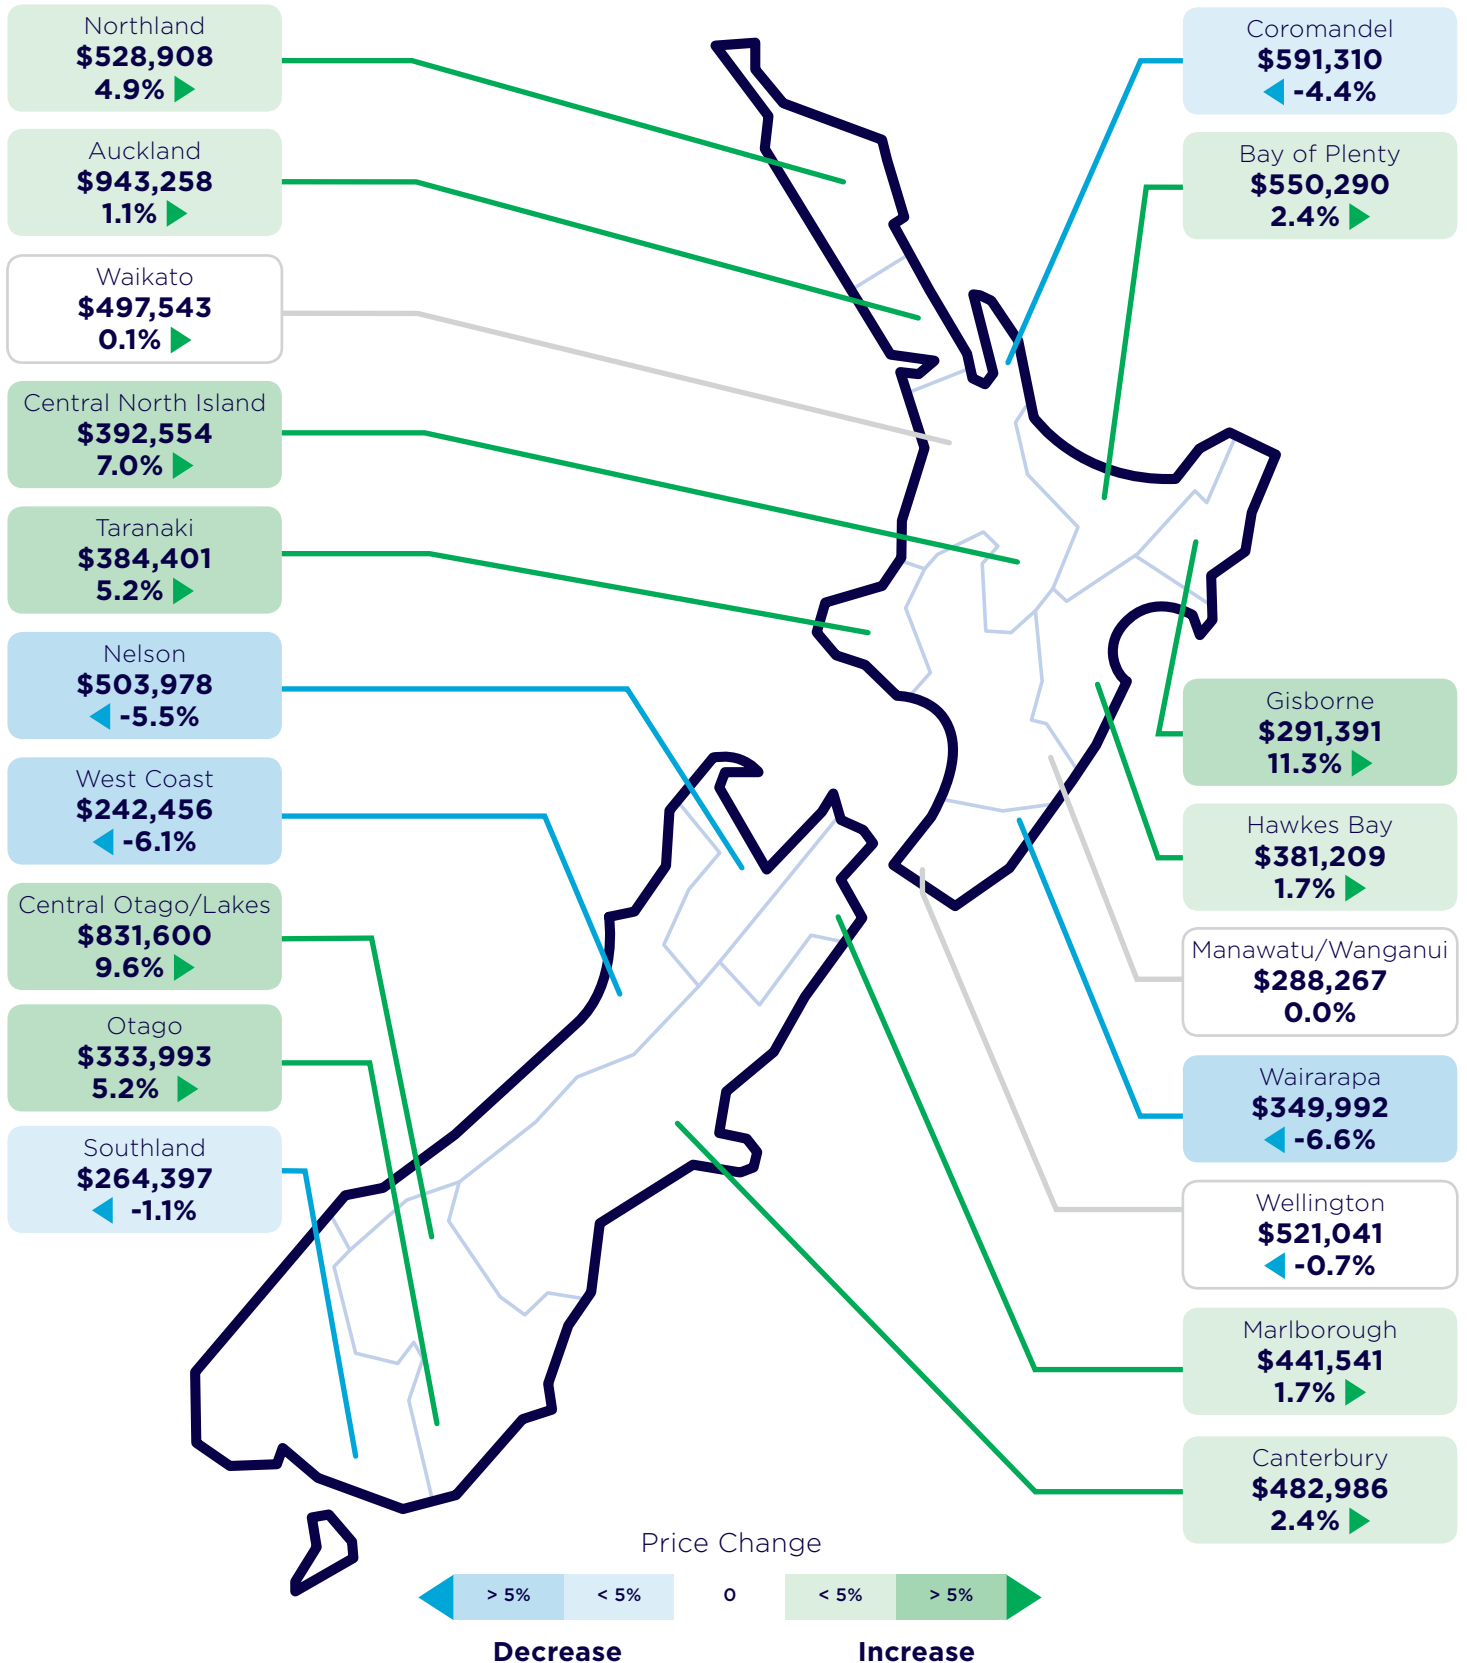 Northland
$528,908
4.9%
Auckland
$943,258
1.1%
Waikato
$497,543
0.1%
Central North Island
$392,554
7.0%
Taranaki
$384,401
5.2%
Nelson
$503,978
-5.5%
West Coast
$242,456
-6.1%
Central Otago/Lakes
$831,600
9.6%
Otago
$333,993
5.2%
Southland
$264,397
-1.1%
Coromandel
$591,310
-4.4%
Bay of Plenty
$550,290
2.4%
Gisborne
$291,391
11.3%
Hawkes Bay
$381,209
1.7%
Manawatu/Wanganui
$288,267
0.0%
Wairarapa
$349,992
-6.6%
Wellington
$521,041
-0.7%
Marlborough
$441,541
1.7%
Canterbury
$482,986
2.4%
Price Change
> 5% < 5% 0 < 5% > 5%
Decrease Increase